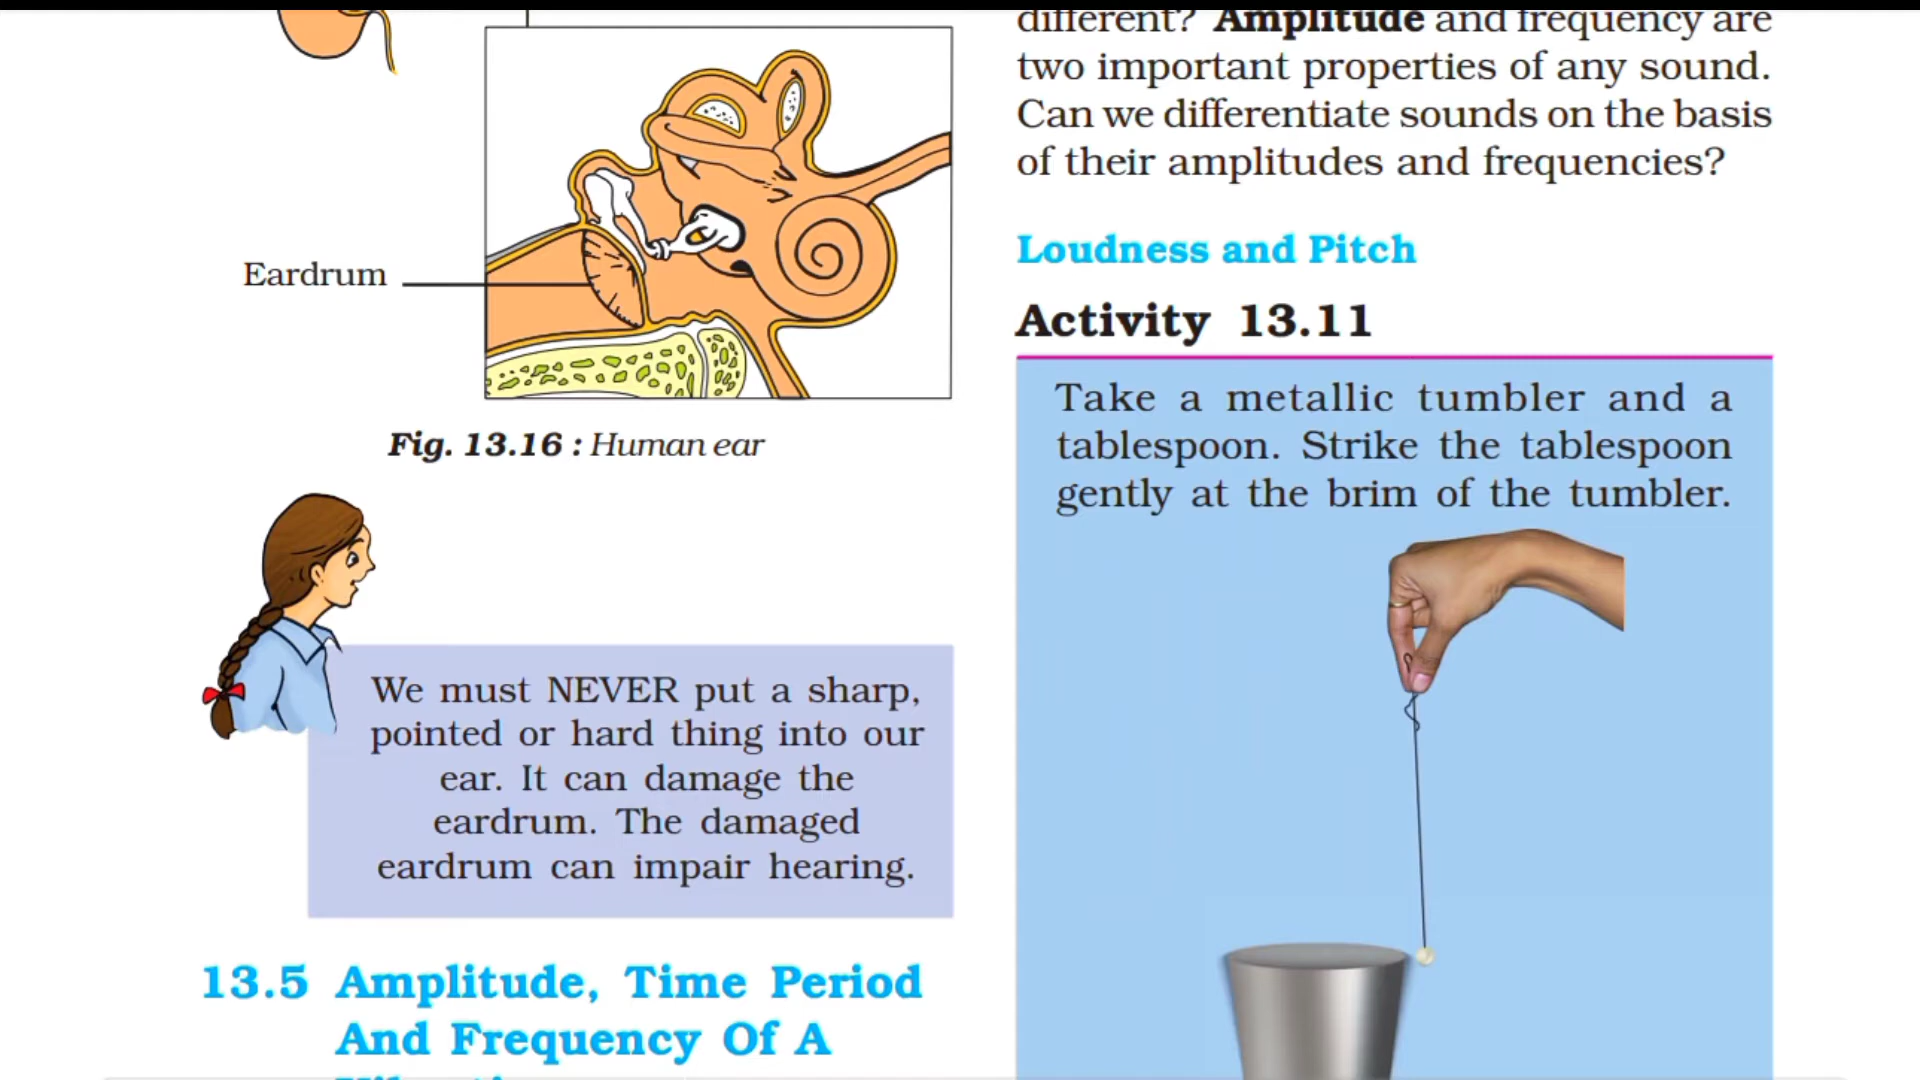 Eardrum
Fig. 13.16 : Human ear
We must NEVER put a sharp,
pointed or hard thing into our
ear. It can damage the
eardrum. The damaged
eardrum can impair hearing.
13.5 Amplitude, Time Period
And Frequency Of A
different? Amplitude and frequency are
two important properties of any sound.
Can we differentiate sounds on the basis
of their amplitudes and frequencies?
Loudness and Pitch
Activity 13.11
Take a metallic tumbler and a
tablespoon. Strike the tablespoon
gently at the brim of the tumbler.